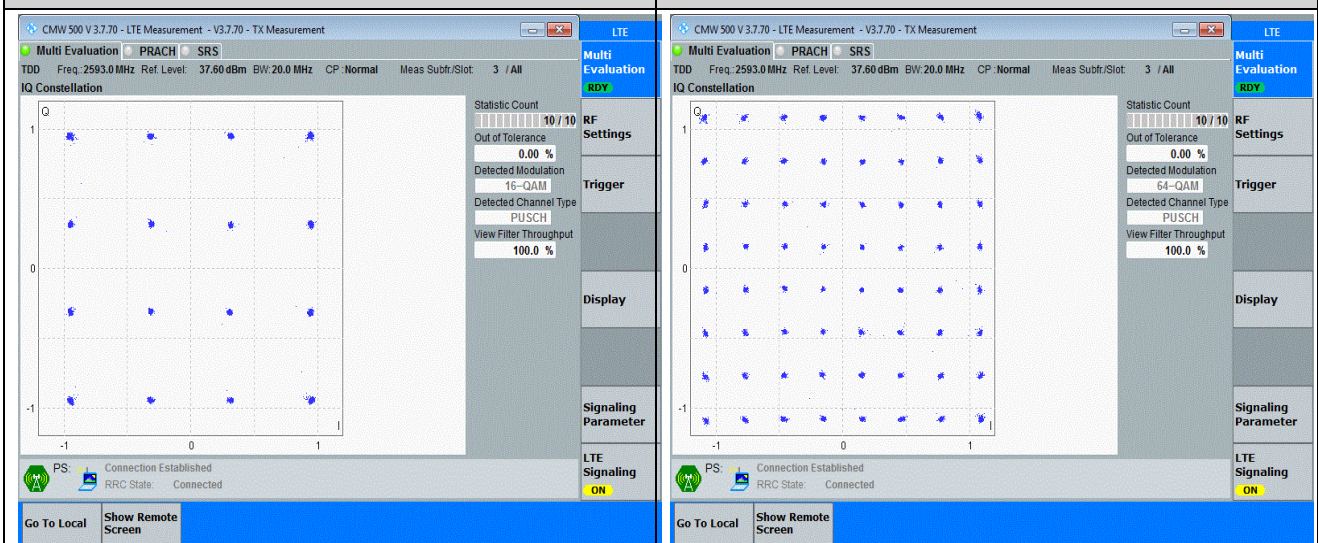 CMW 500 V 3.7.70 - LTE Measurement - V3.7.70 - TX Measurement
LTE
Multi Evaluation PRACH SRS
Multi
Evaluation
RDY
TDD Freq.:2593.0 MHz Ref. Level: 37.60 dBm BW:20.0 MHz CP :Normal Meas Subfr./Slot: 3 / All
IQ Constellation
Q
1
0
-1
-1 0 1
I
Statistic Count
10 / 10
Out of Tolerance
0.00 %
Detected Modulation
16-QAM
Detected Channel Type
PUSCH
View Filter Throughput
100.0 %
RF
Settings
Trigger
Display
Signaling
Parameter
LTE
Signaling
ON
PS: Connection Established
RRC State: Connected
Go To Local
Show Remote
Screen
CMW 500 V 3.7.70 - LTE Measurement - V3.7.70 - TX Measurement
LTE
Multi Evaluation PRACH SRS
Multi
Evaluation
RDY
TDD Freq.:2593.0 MHz Ref. Level: 37.60 dBm BW:20.0 MHz CP :Normal Meas Subfr./Slot: 3 / All
IQ Constellation
Q
1
0
-1
-1 0 1
I
Statistic Count
10 / 10
Out of Tolerance
0.00 %
Detected Modulation
64-QAM
Detected Channel Type
PUSCH
View Filter Throughput
100.0 %
RF
Settings
Trigger
Display
Signaling
Parameter
LTE
Signaling
ON
PS: Connection Established
RRC State: Connected
Go To Local
Show Remote
Screen